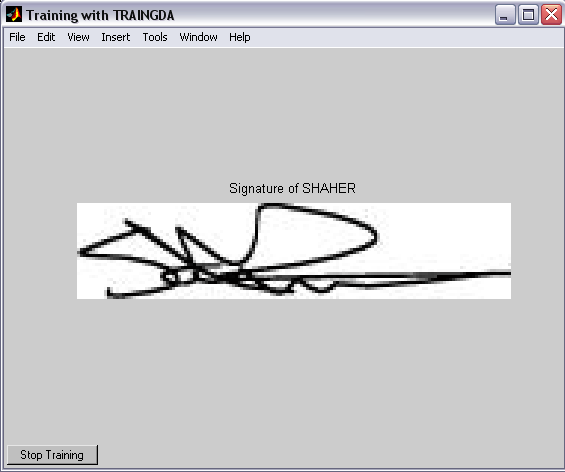 Training with TRAINGDA
File Edit View Insert Tools Window Help
Signature of SHAHER
Stop Training